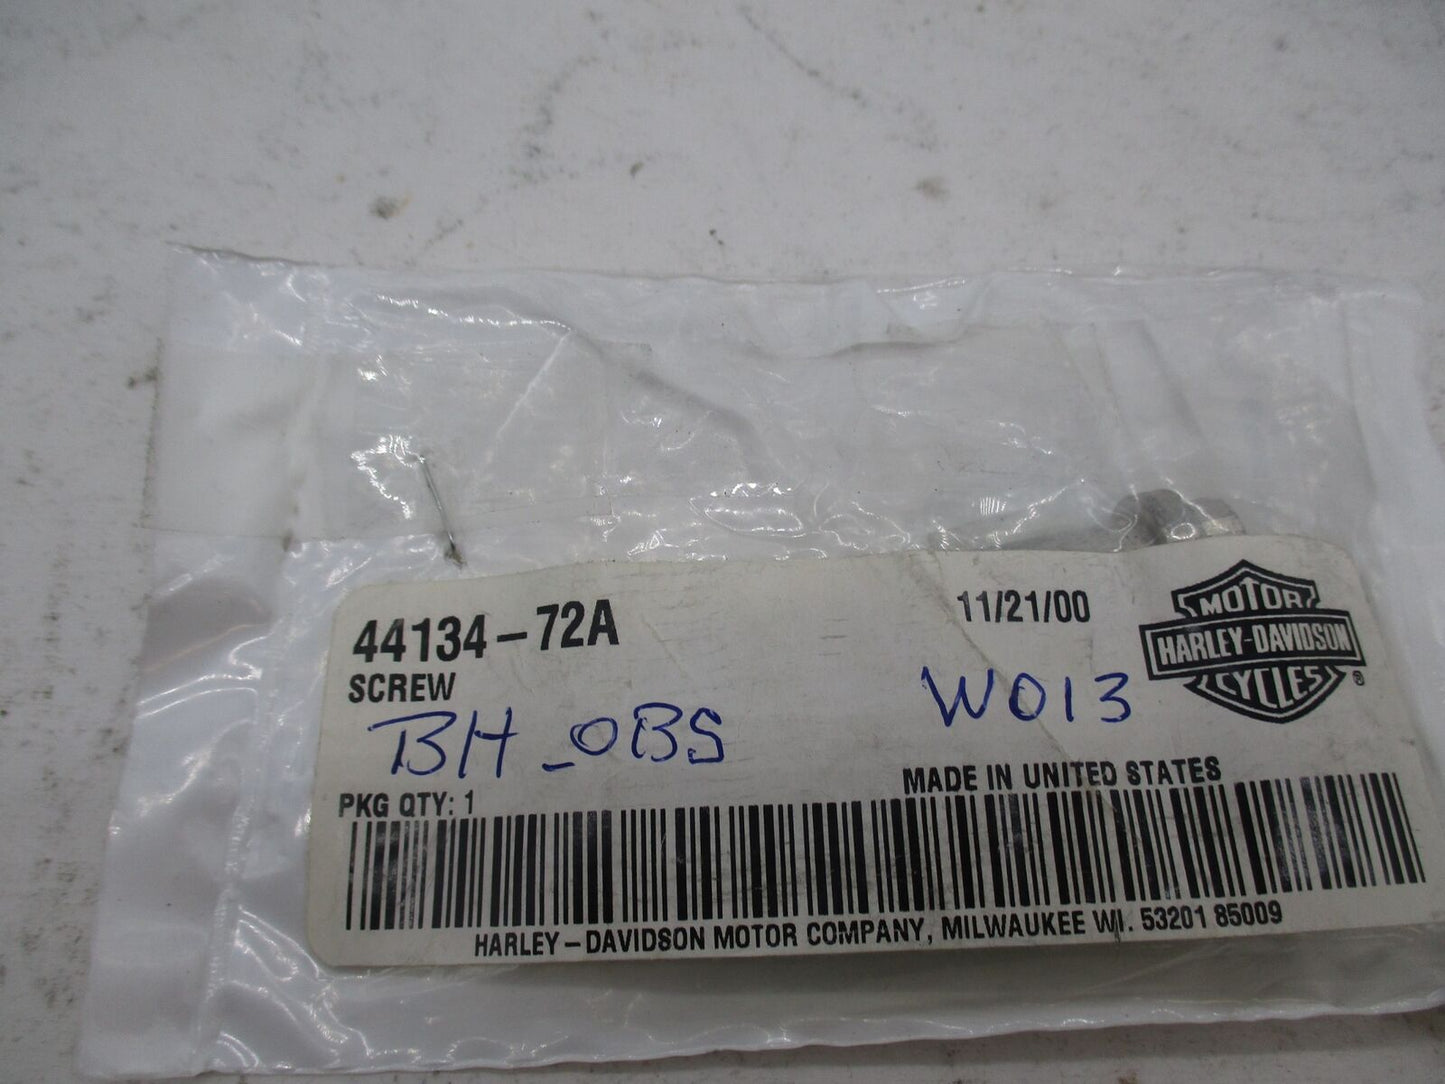 44134-72A
11/21/00
SCREW
MOTOR
HARLEY-DAVIDSON
CYCLES
®
BH_OBS
W013
PKG QTY: 1
MADE IN UNITED STATES
HARLEY-DAVIDSON MOTOR COMPANY, MILWAUKEE WI. 53201 85009